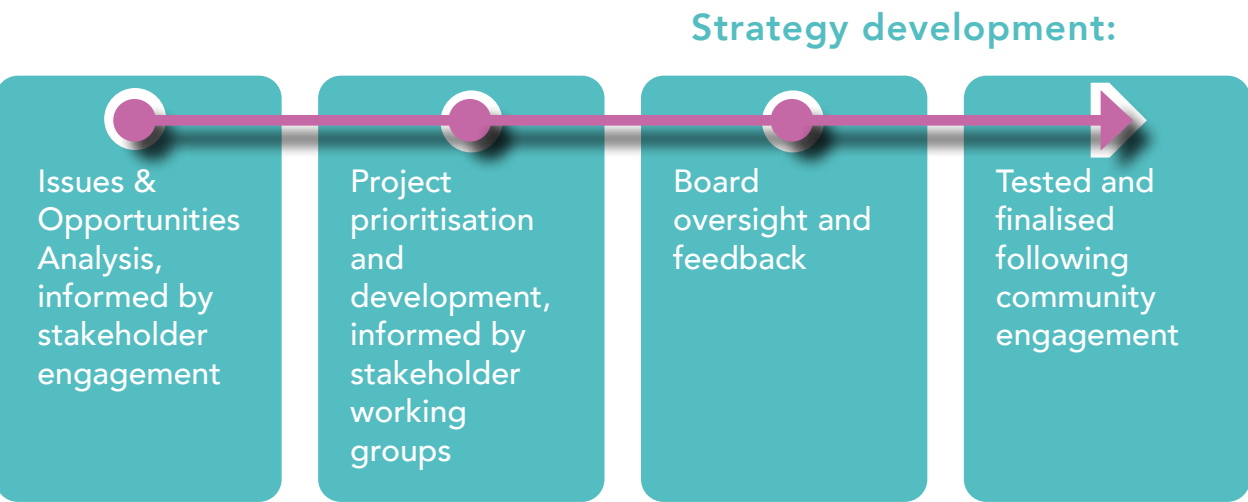 Strategy development:
Issues &
Opportunities
Analysis,
informed by
stakeholder
engagement
Project
prioritisation
and
development,
informed by
stakeholder
working
groups
Board
oversight and
feedback
Tested and
finalised
following
community
engagement